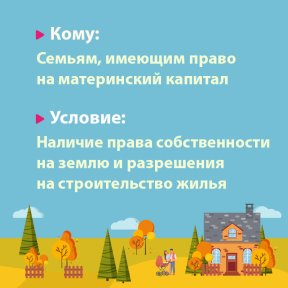 Кому:
Семьям, имеющим право
на материнский капитал
Условие:
Наличие права собственности
на землю и разрешения
на строительство жилья